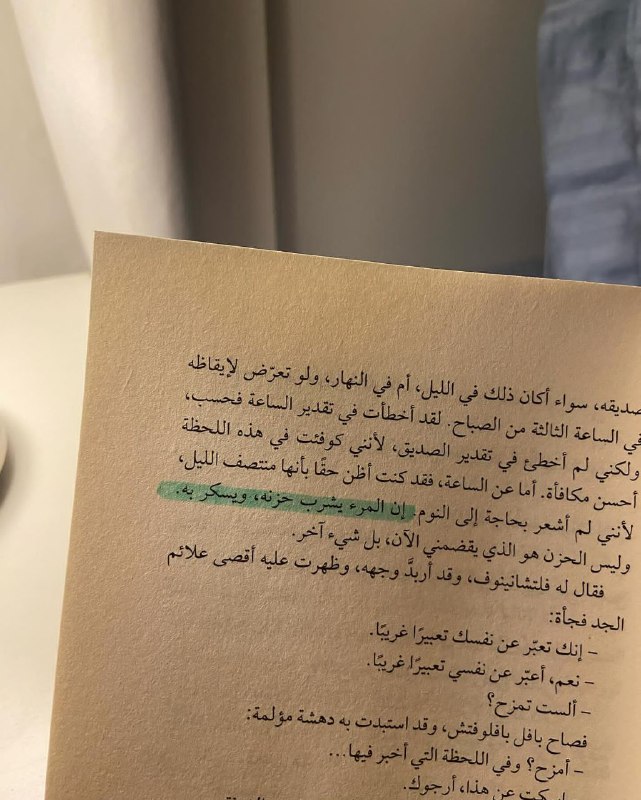 صديقه، سواء أكان ذلك في الليل، أم في النهار، ولو تعرّض لإيقاظه
في الساعة الثالثة من الصباح. لقد أخطأت في تقدير الساعة فحسب،
ولكني لم أخطئ في تقدير الصديق، لأنني كوفئت في هذه اللحظة
أحسن مكافأة. أما عن الساعة، فقد كنت أظن حقًا بأنها منتصف الليل،
لأنني لم أشعر بحاجة إلى النوم. إن المرء يشرب حزنه، ويسكر به.
وليس الحزن هو الذي يقضمني الآن، بل شيء آخر.
فقال له فلتشانينوف، وقد أربدَّ وجهه، وظهرت عليه أقصى علائم
الجد فجأة:
– إنك تعبّر عن نفسك تعبيرًا غريبًا.
– نعم، أعبّر عن نفسي تعبيرًا غريبًا.
– ألست تمزح؟
فصاح بافل بافلوفتش، وقد استبدت به دهشة مؤلمة:
– أمزح؟ وفي اللحظة التي أخبر فيها...
عن هذا، أرجوك.